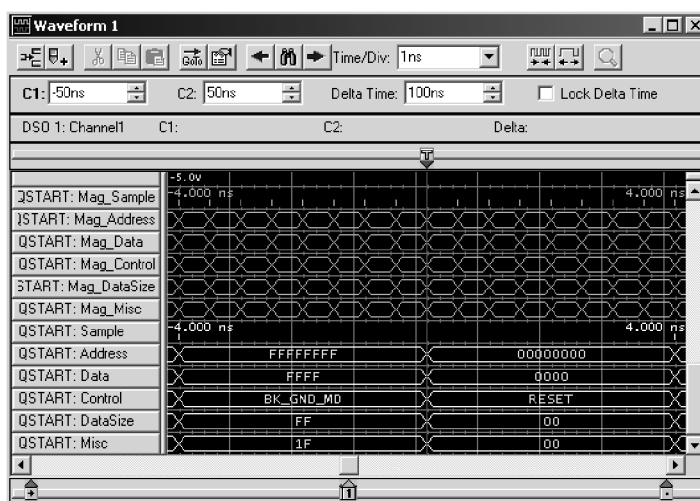 Waveform 1
GOTO Time/Div: 1ns
C1: -50ns C2: 50ns Delta Time: 100ns Lock Delta Time
DSO 1: Channel1 C1: C2: Delta:
T
-5.0V
QSTART: Mag_Sample -4.000 ns 4.000 ns
QSTART: Mag_Address
QSTART: Mag_Data
QSTART: Mag_Control
START: Mag_DataSize
QSTART: Mag_Misc
QSTART: Sample -4.000 ns 4.000 ns
QSTART: Address FFFFFFFF 00000000
QSTART: Data FFFF 0000
QSTART: Control BK_GND_MD RESET
QSTART: DataSize FF 00
QSTART: Misc 1F 00
1